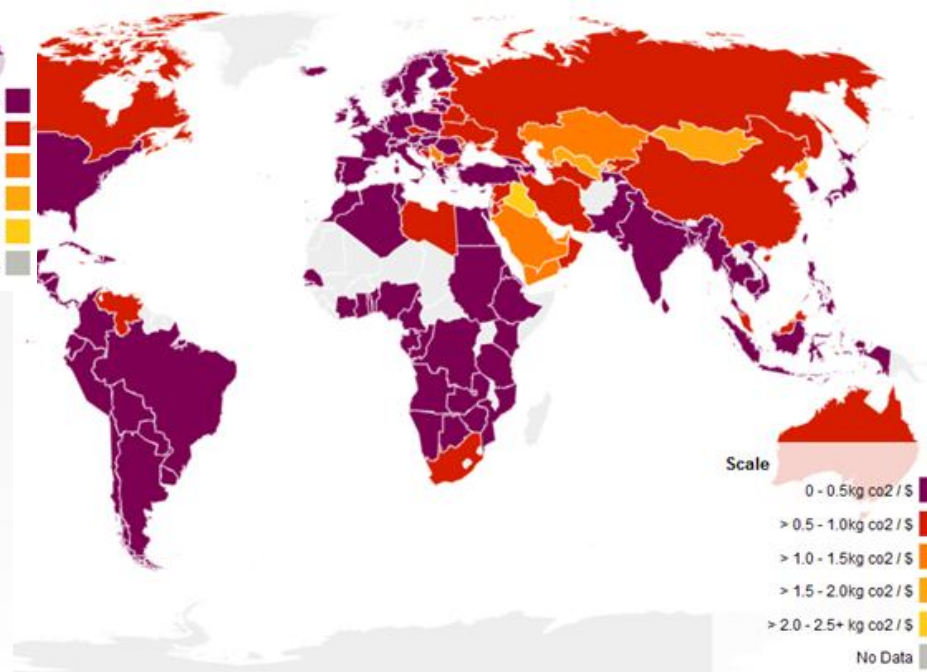 Scale
0 - 0.5kg co2 / $
> 0.5 - 1.0kg co2 / $
> 1.0 - 1.5kg co2 / $
> 1.5 - 2.0kg co2 / $
> 2.0 - 2.5+ kg co2 / $
No Data